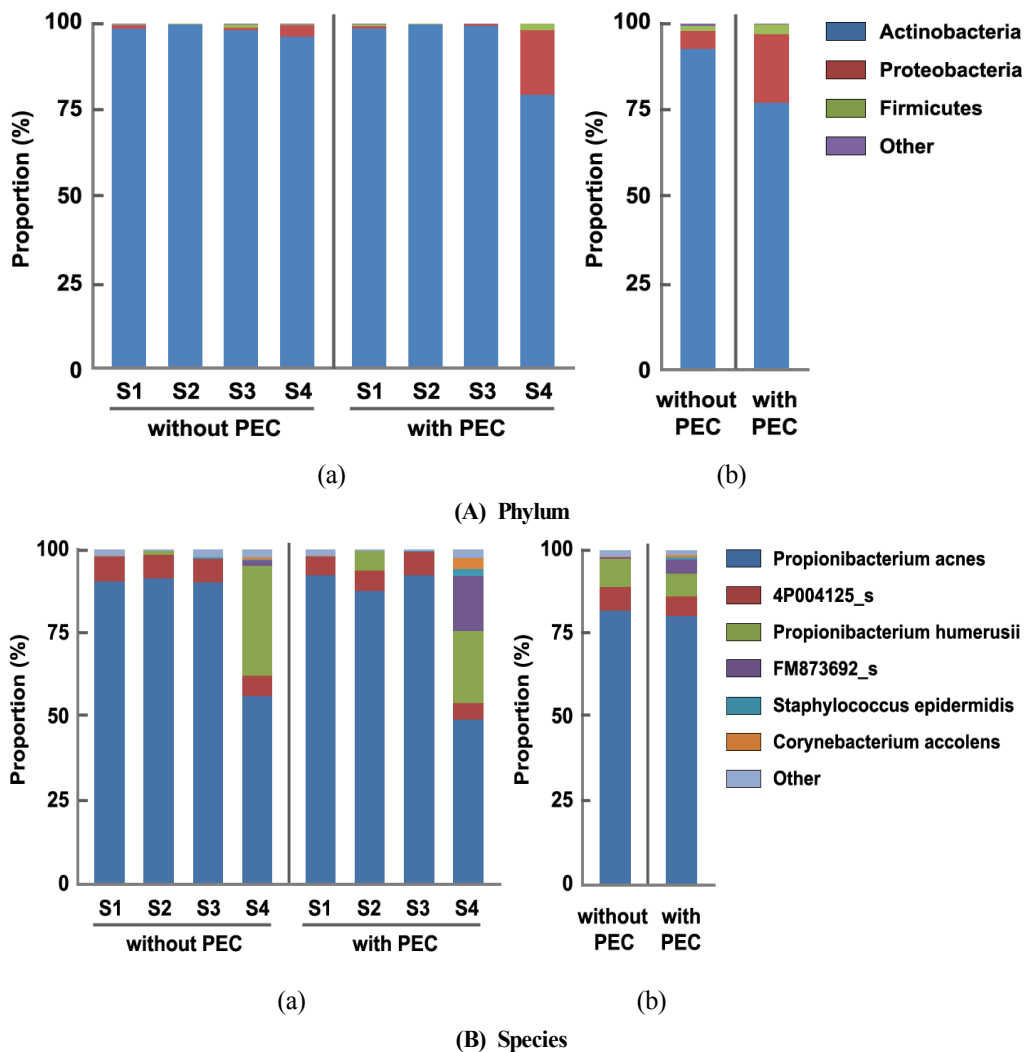 Proportion (%)
100
75
50
25
0
S1 S2 S3 S4 S1 S2 S3 S4
without PEC with PEC
(a)
Proportion (%)
100
75
50
25
0
without PEC with PEC
(b)
Actinobacteria
Proteobacteria
Firmicutes
Other
(A) Phylum
Proportion (%)
100
75
50
25
0
S1 S2 S3 S4 S1 S2 S3 S4
without PEC with PEC
(a)
Proportion (%)
100
75
50
25
0
without PEC with PEC
(b)
Propionibacterium acnes
4P004125_s
Propionibacterium humerusii
FM873692_s
Staphylococcus epidermidis
Corynebacterium accolens
Other
(B) Species